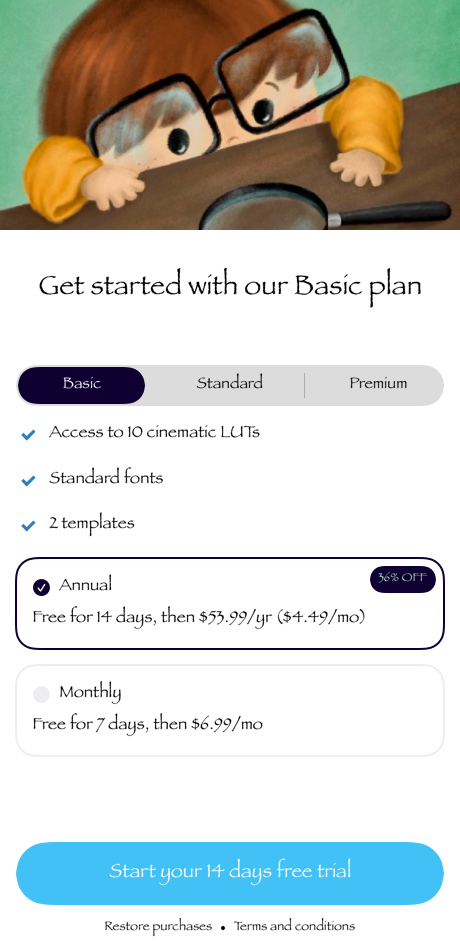 Get started with our Basic plan
Basic
Standard
Premium
Access to 10 cinematic LUTs
Standard fonts
2 templates
36% OFF
Annual
Free for 14 days, then $53.99/yr ($4.49/mo)
Monthly
Free for 7 days, then $6.99/mo
Start your 14 days free trial
Restore purchases • Terms and conditions